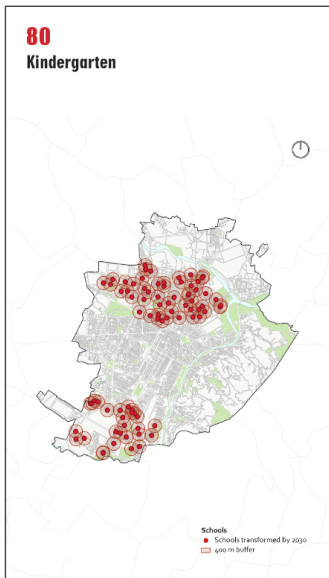 80
Kindergarten
Schools
Schools transformed by 2030
400 m buffer